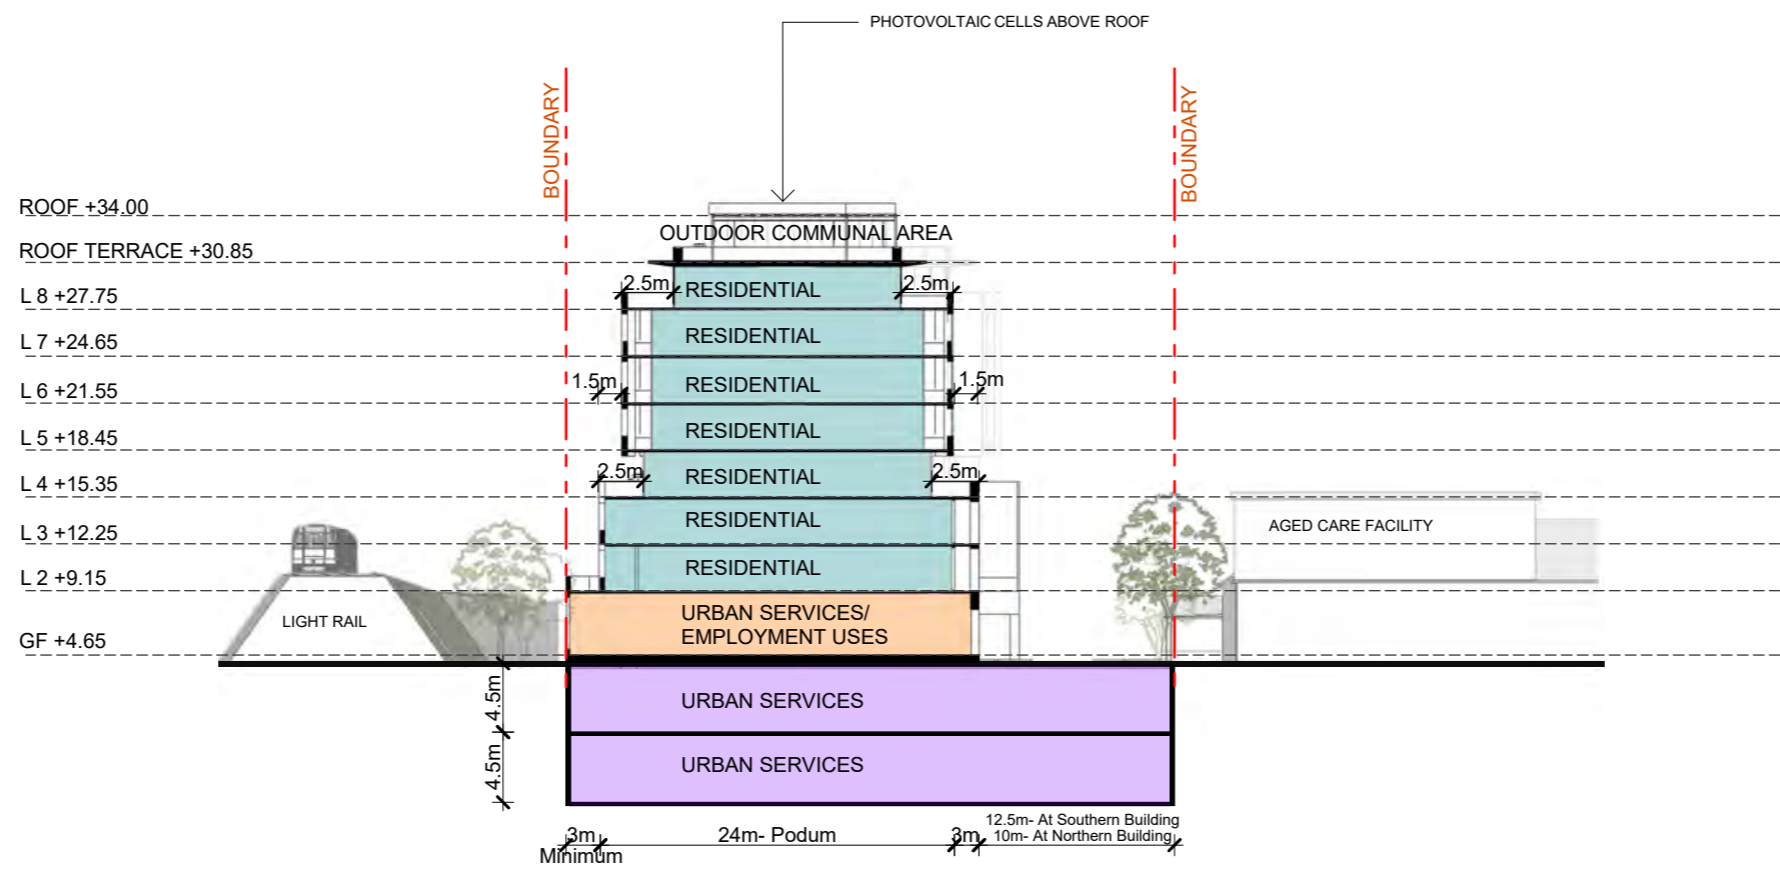 PHOTOVOLTAIC CELLS ABOVE ROOF
BOUNDARY
BOUNDARY
ROOF +34.00
OUTDOOR COMMUNAL AREA
ROOF TERRACE +30.85
2.5m
RESIDENTIAL
2.5m
L 8 +27.75
RESIDENTIAL
L 7 +24.65
1.5m
RESIDENTIAL
1.5m
L 6 +21.55
RESIDENTIAL
L 5 +18.45
2.5m
RESIDENTIAL
2.5m
L 4 +15.35
RESIDENTIAL
AGED CARE FACILITY
L 3 +12.25
RESIDENTIAL
L 2 +9.15
LIGHT RAIL
URBAN SERVICES/
EMPLOYMENT USES
GF +4.65
4.5m
URBAN SERVICES
4.5m
URBAN SERVICES
3m
Minimum
24m- Podum
3m
12.5m- At Southern Building
10m- At Northern Building